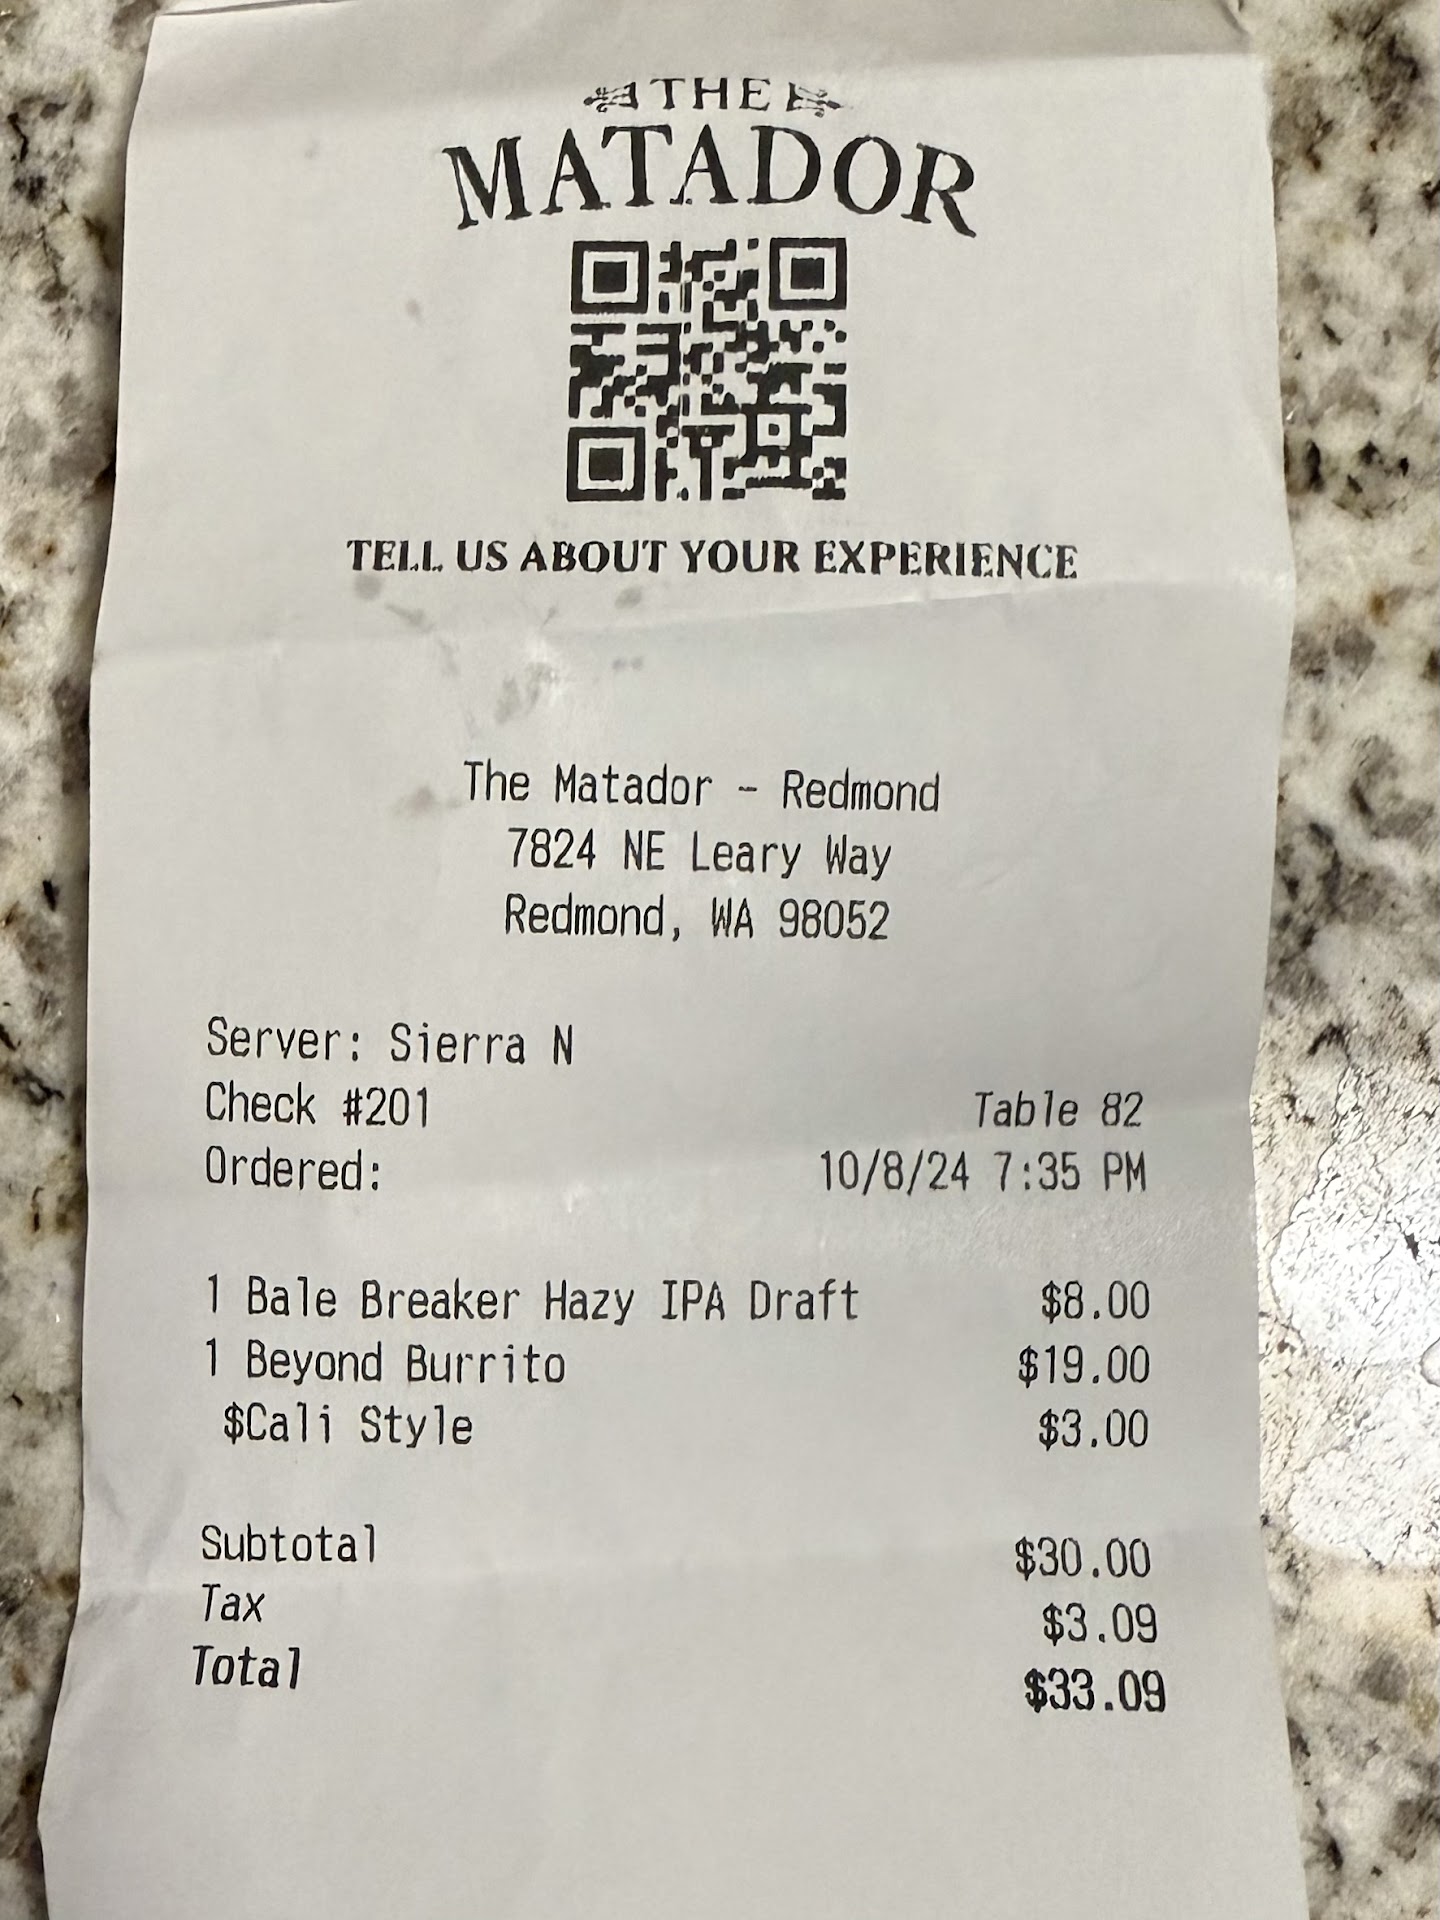 THE
MATADOR
TELL US ABOUT YOUR EXPERIENCE
The Matador - Redmond
7824 NE Leary Way
Redmond, WA 98052
Server: Sierra N
Check #201 Table 82
Ordered: 10/8/24 7:35 PM
1 Bale Breaker Hazy IPA Draft $8.00
1 Beyond Burrito $19.00
$Cali Style $3.00
Subtotal $30.00
Tax $3.09
Total $33.09